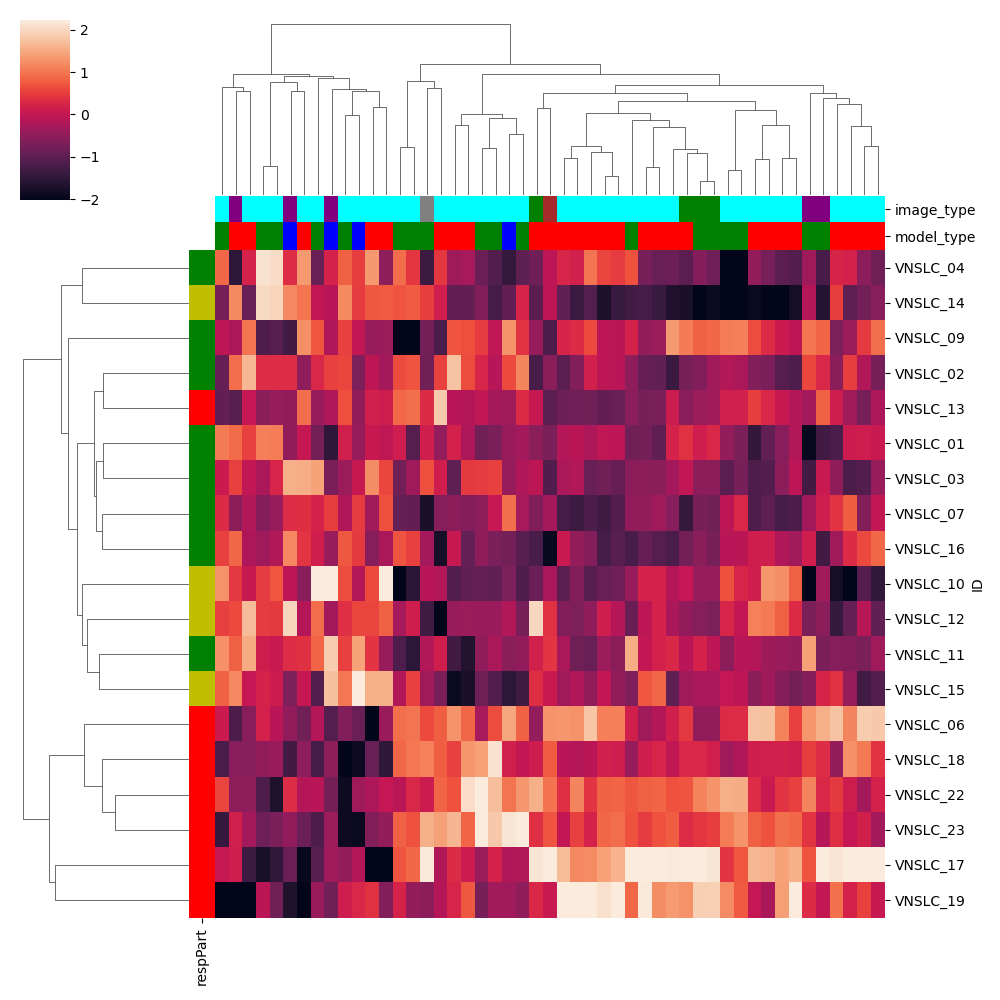 2
1
0
−1
−2
image_type
model_type
VNSLC_04
VNSLC_14
VNSLC_09
VNSLC_02
VNSLC_13
VNSLC_01
VNSLC_03
VNSLC_07
VNSLC_16
VNSLC_10
VNSLC_12
VNSLC_11
VNSLC_15
VNSLC_06
VNSLC_18
VNSLC_22
VNSLC_23
VNSLC_17
VNSLC_19
ID
respPart